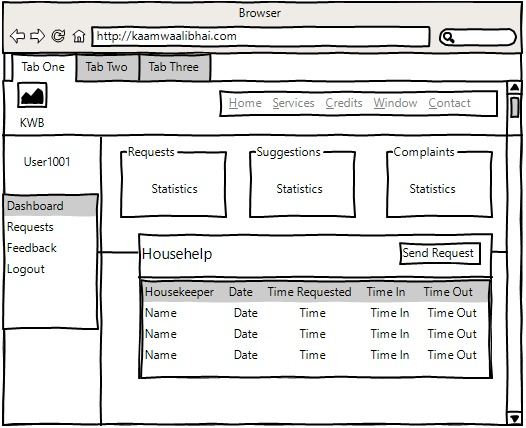 Browser
http://kaamwaalibhai.com
Tab One Tab Two Tab Three
Home Services Credits Window Contact
KWB
User1001
Requests Suggestions Complaints
Statistics Statistics Statistics
Dashboard
Requests
Feedback
Logout
Househelp Send Request
Housekeeper Date Time Requested Time In Time Out
Name Date Time Time In Time Out
Name Date Time Time In Time Out
Name Date Time Time In Time Out